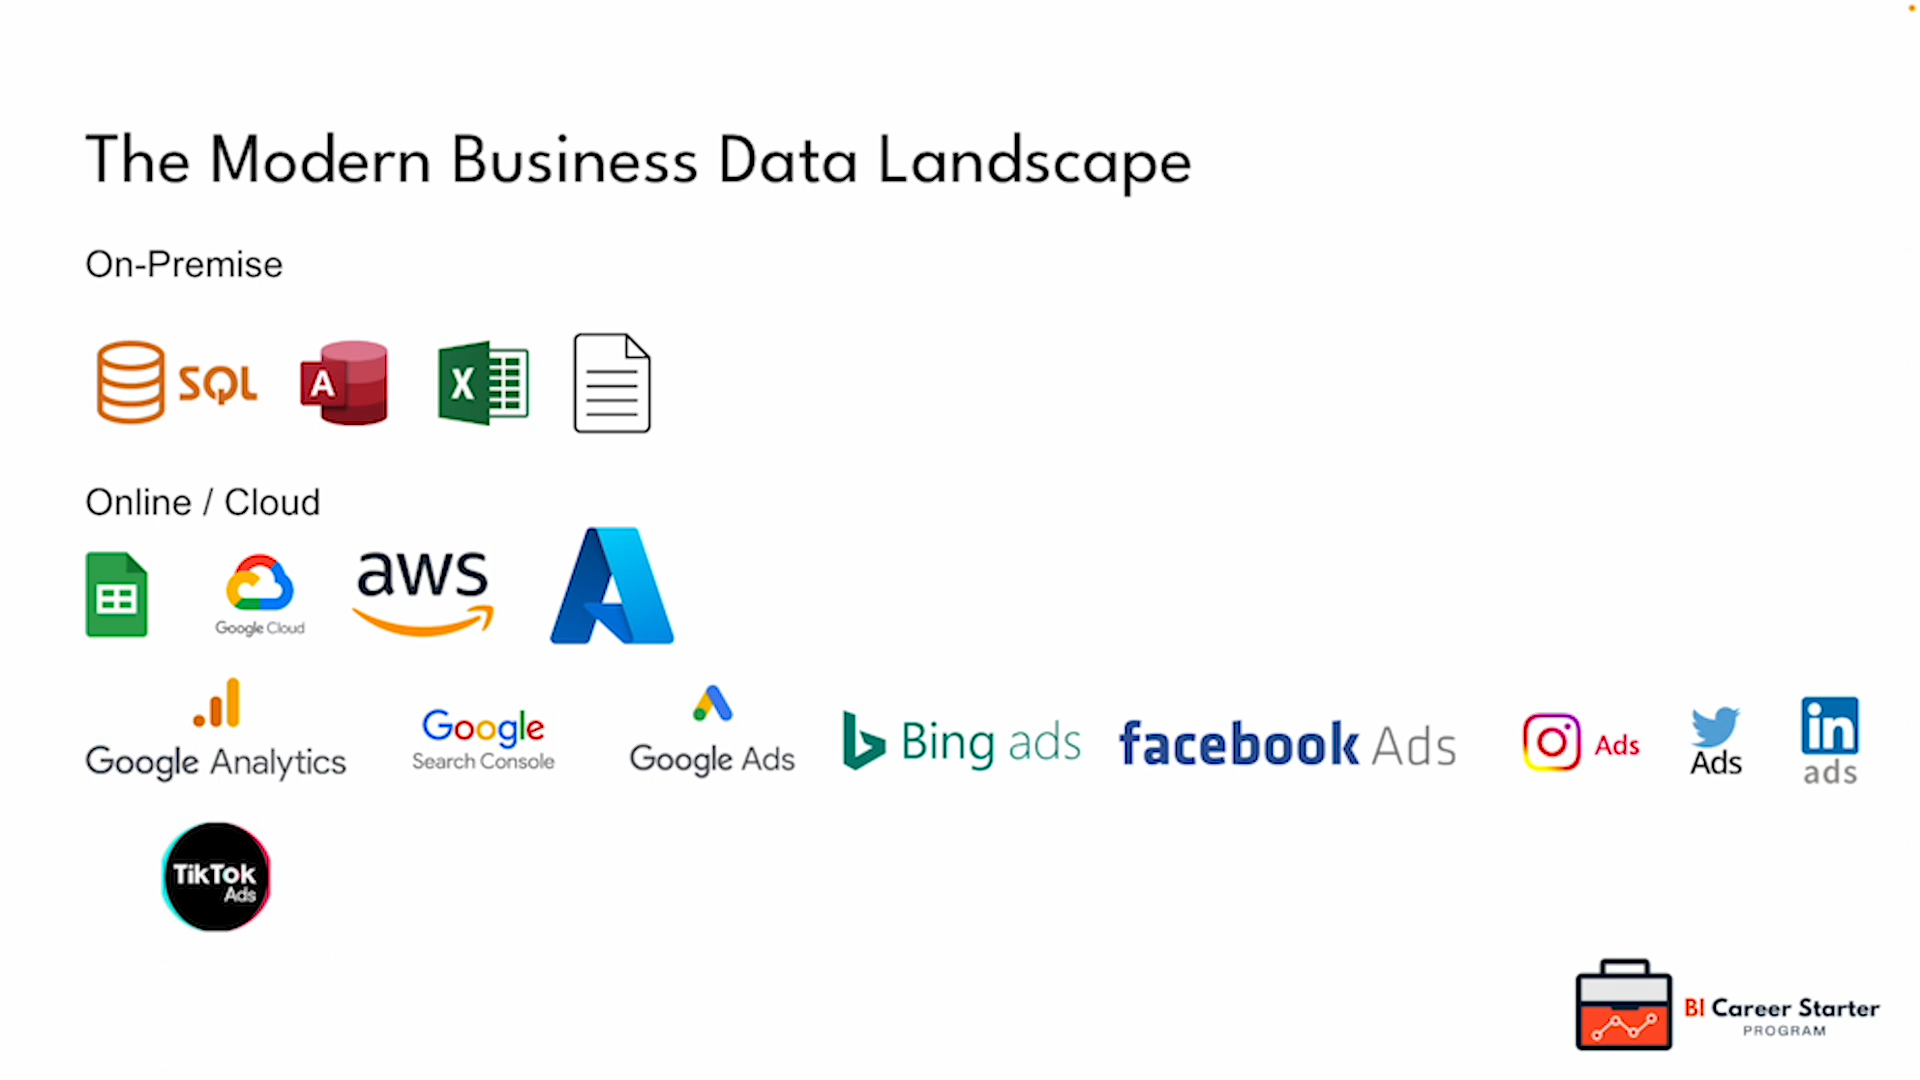 The Modern Business Data Landscape
On-Premise
SQL
A
X
Online / Cloud
Google Cloud
aws
Google Analytics
Google
Search Console
Google Ads
Bing ads
facebook Ads
Ads
Ads
in
ads
TikTok
Ads
BI Career Starter
PROGRAM